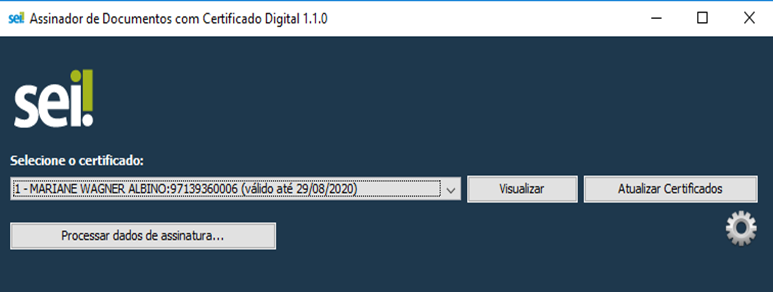 sei! Assinador de Documentos com Certificado Digital 1.1.0
sei!
Selecione o certificado:
1 - MARIANE WAGNER ALBINO:97139360006 (válido até 29/08/2020)
Visualizar
Atualizar Certificados
Processar dados de assinatura...